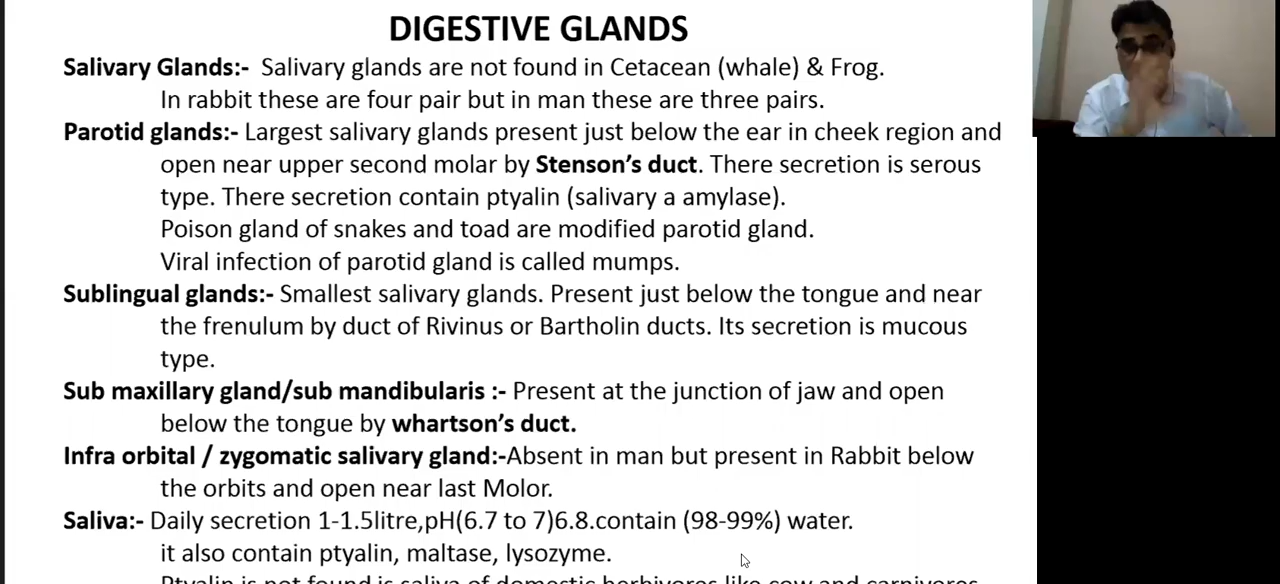 DIGESTIVE GLANDS
Salivary Glands:- Salivary glands are not found in Cetacean (whale) & Frog.
In rabbit these are four pair but in man these are three pairs.
Parotid glands:- Largest salivary glands present just below the ear in cheek region and
open near upper second molar by Stenson's duct. There secretion is serous
type. There secretion contain ptyalin (salivary a amylase).
Poison gland of snakes and toad are modified parotid gland.
Viral infection of parotid gland is called mumps.
Sublingual glands:- Smallest salivary glands. Present just below the tongue and near
the frenulum by duct of Rivinus or Bartholin ducts. Its secretion is mucous
type.
Sub maxillary gland/sub mandibularis :- Present at the junction of jaw and open
below the tongue by whartson's duct.
Infra orbital / zygomatic salivary gland:-Absent in man but present in Rabbit below
the orbits and open near last Molor.
Saliva:- Daily secretion 1-1.5litre,pH(6.7 to 7)6.8.contain (98-99%) water.
it also contain ptyalin, maltase, lysozyme.
Ptyalin is not found is saliva of domestic herbivores like cow and carnivores